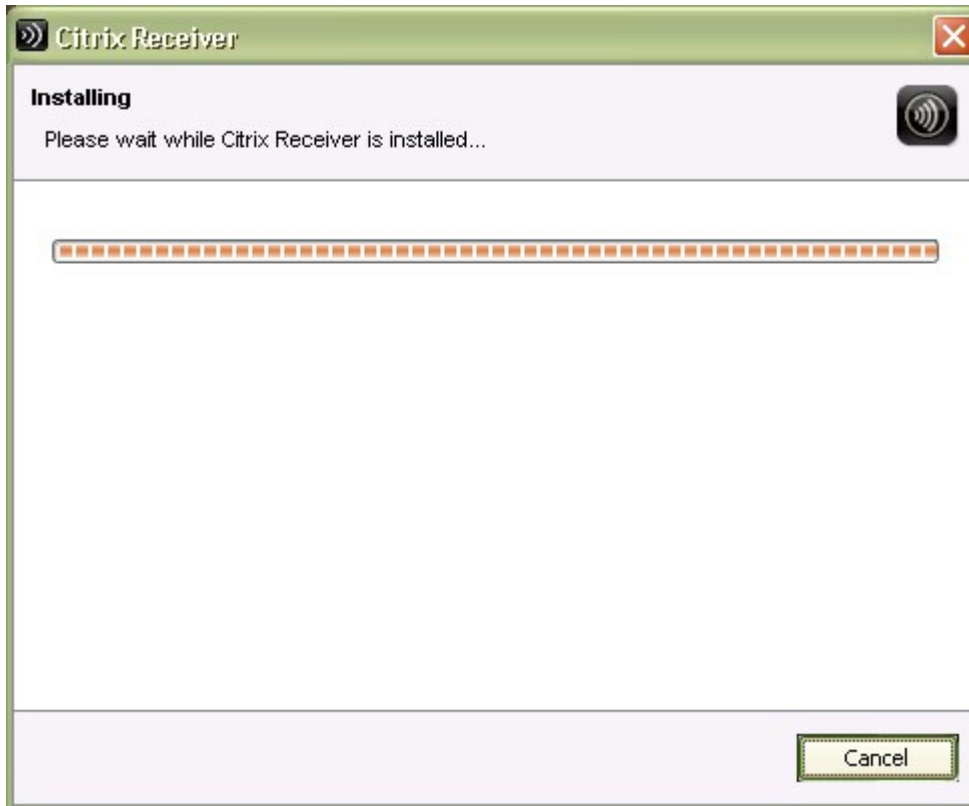 Citrix Receiver
Installing
Please wait while Citrix Receiver is installed...
Cancel